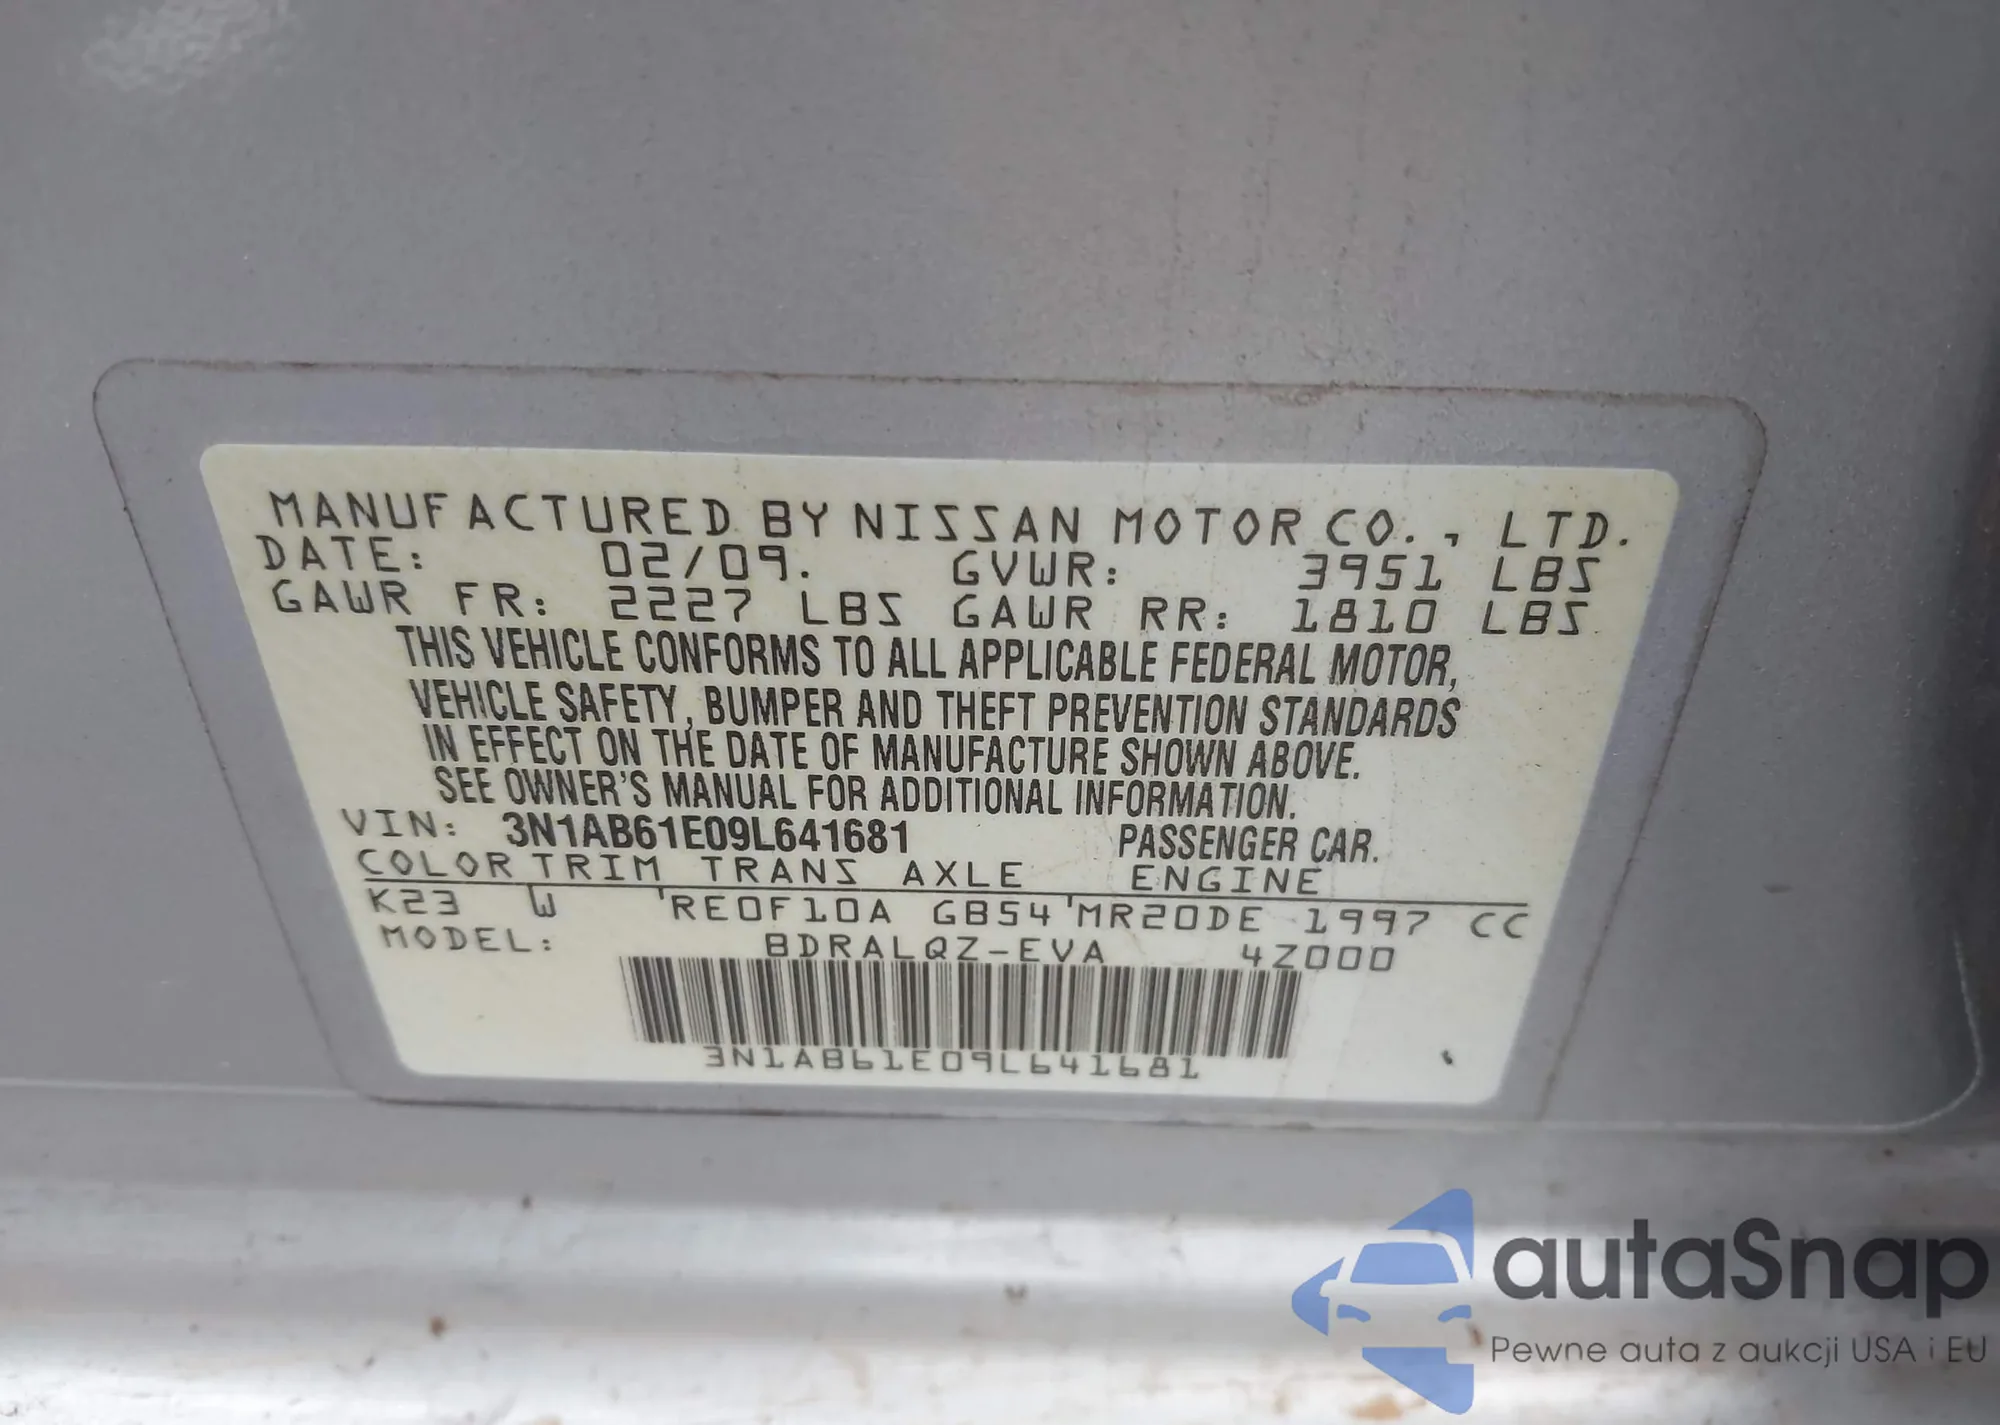 MANUFACTURED BY NISSAN MOTOR CO., LTD.
DATE: 02/09. GVWR: 3951 LBS
GAWR FR: 2227 LBS GAWR RR: 1810 LBS
THIS VEHICLE CONFORMS TO ALL APPLICABLE FEDERAL MOTOR,
VEHICLE SAFETY, BUMPER AND THEFT PREVENTION STANDARDS
IN EFFECT ON THE DATE OF MANUFACTURE SHOWN ABOVE.
SEE OWNER'S MANUAL FOR ADDITIONAL INFORMATION.
VIN: 3N1AB61E09L641681 PASSENGER CAR.
COLOR TRIM TRANS AXLE ENGINE
K23 W 'RE0F10A GB54 'MR20DE 1997 CC
MODEL: BDRALQZ-EVA 4Z000
3N1AB61E09L641681
autaSnap
Pewne auta z aukcji USA i EU